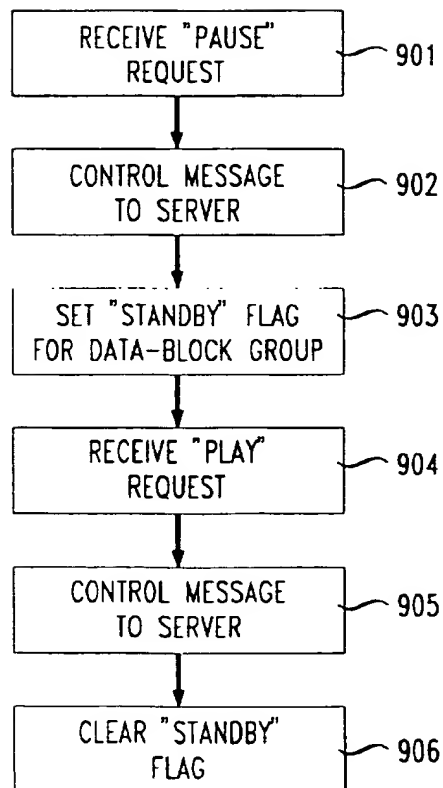 RECEIVE "PAUSE"
REQUEST
901
CONTROL MESSAGE
TO SERVER
902
SET "STANDBY" FLAG
FOR DATA-BLOCK GROUP
903
RECEIVE "PLAY"
REQUEST
904
CONTROL MESSAGE
TO SERVER
905
CLEAR "STANDBY"
FLAG
906